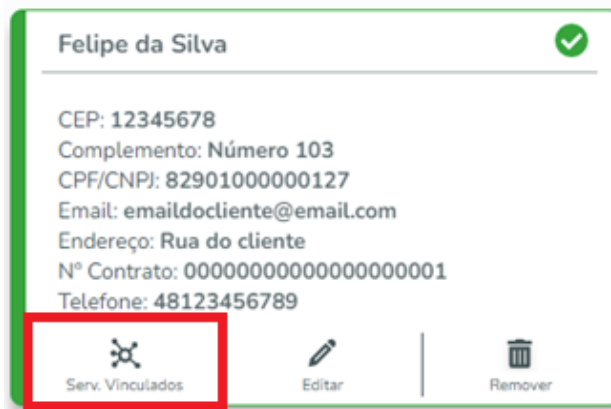 Felipe da Silva
CEP: 12345678
Complemento: Número 103
CPF/CNPJ: 82901000000127
Email: emaildocliente@email.com
Endereço: Rua do cliente
Nº Contrato: 00000000000000000001
Telefone: 48123456789
Serv. Vinculados Editar Remover